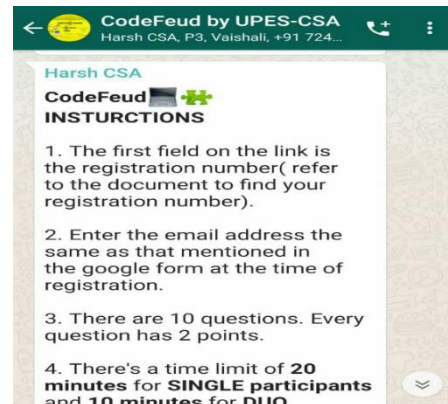 CodeFeud by UPES-CSA
Harsh CSA, P3, Vaishali, +91 724...
Harsh CSA
CodeFeud
INSTURCTIONS
1. The first field on the link is
the registration number( refer
to the document to find your
registration number).
2. Enter the email address the
same as that mentioned in
the google form at the time of
registration.
3. There are 10 questions. Every
question has 2 points.
4. There's a time limit of 20
minutes for SINGLE participants
and 10 minutes for DUO